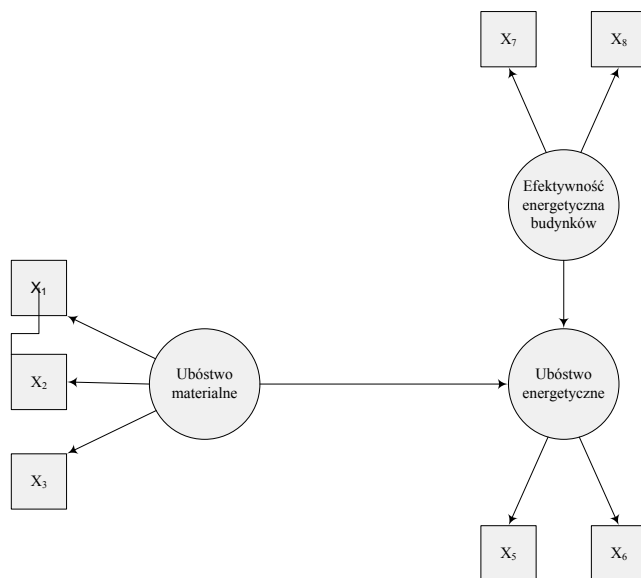 X₇
X₈
Efektywność
energetyczna
budynków
X₁
X₂
X₃
Ubóstwo
materialne
Ubóstwo
energetyczne
X₅
X₆